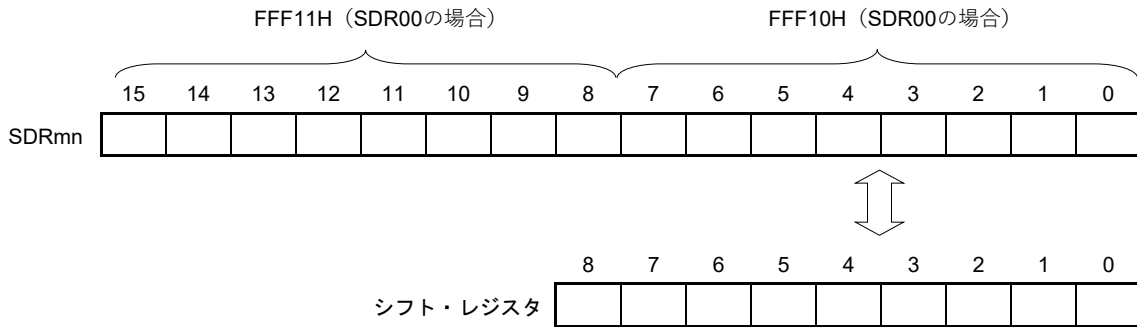 FFF11H（SDR00の場合） FFF10H（SDR00の場合）
15 14 13 12 11 10 9 8 7 6 5 4 3 2 1 0
SDRmn
8 7 6 5 4 3 2 1 0
シフト・レジスタ